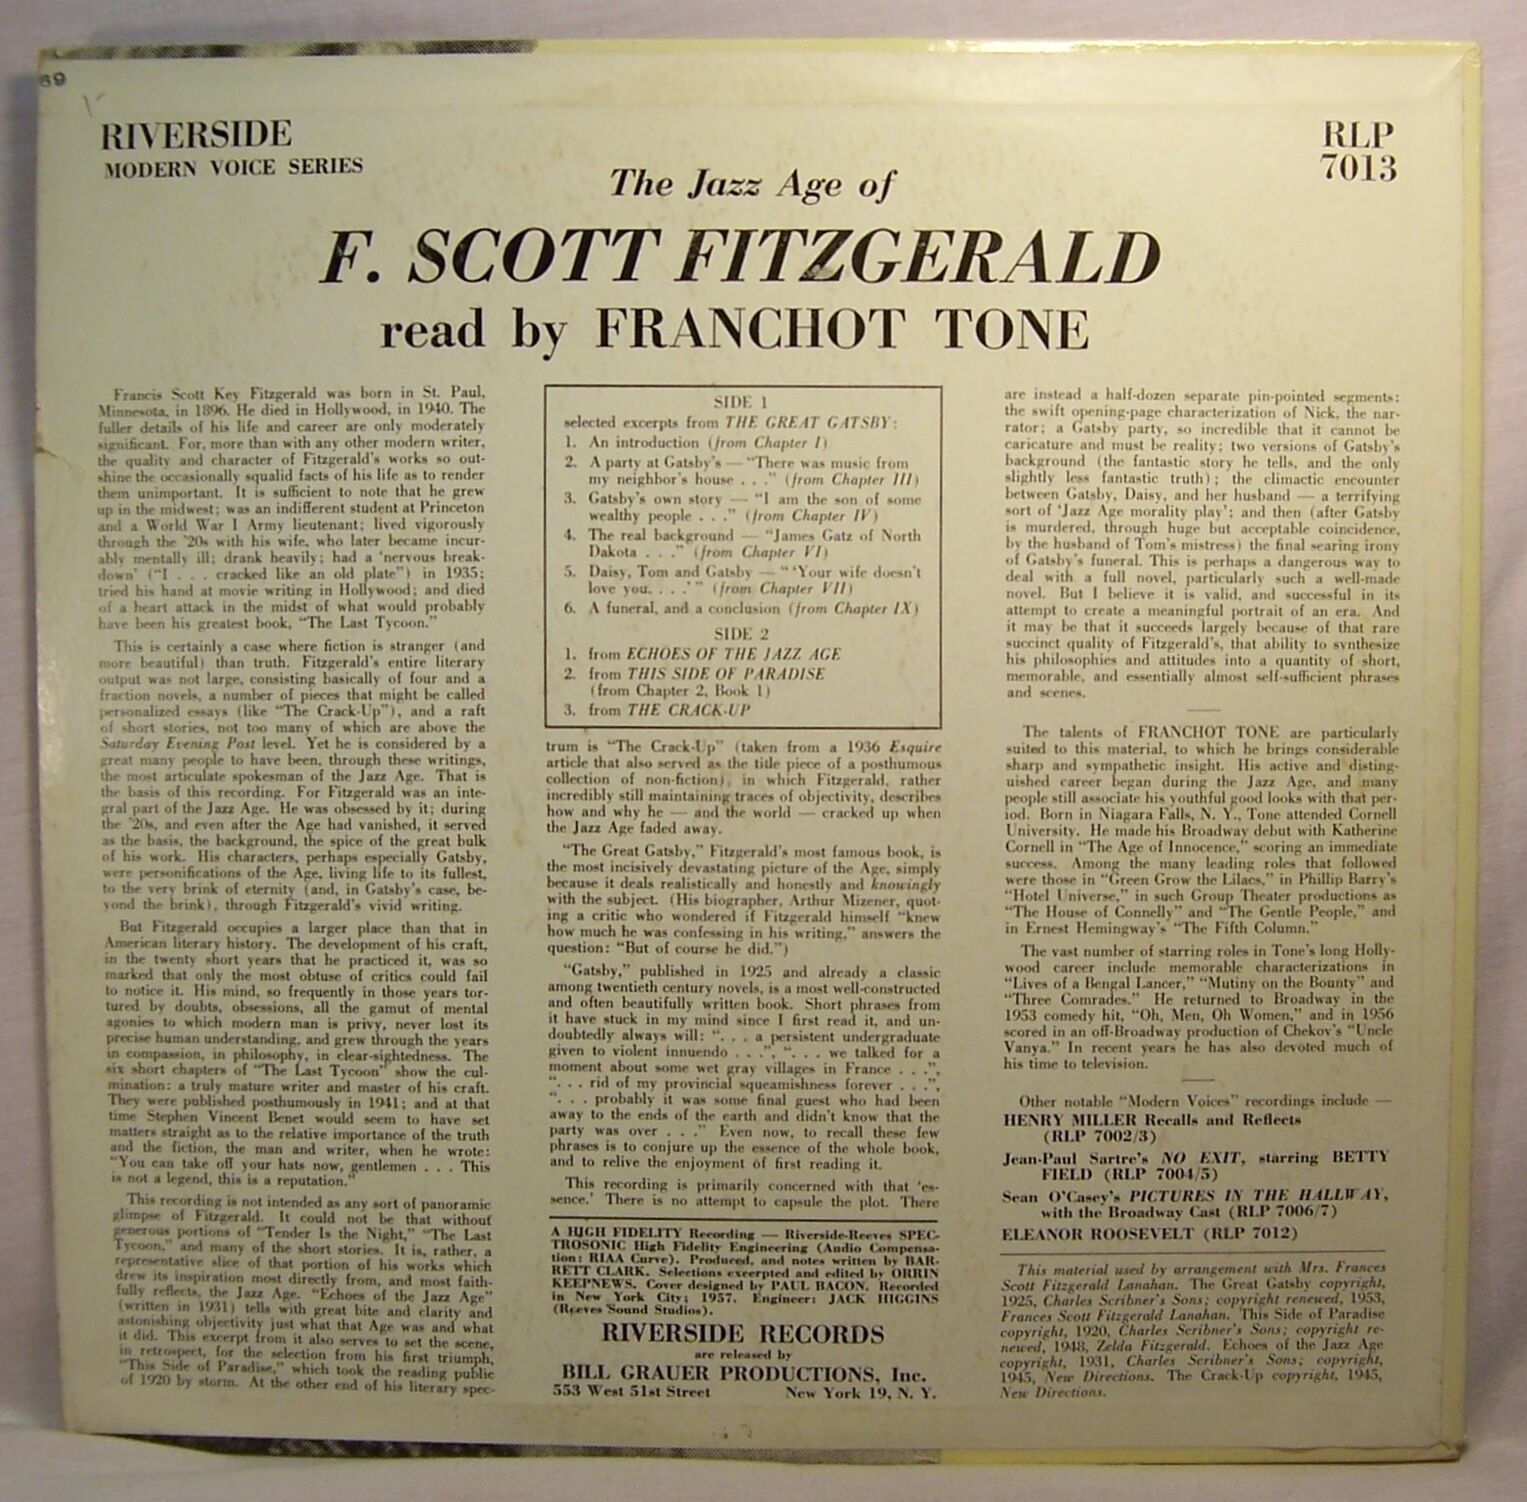 69
RIVERSIDE
MODERN VOICE SERIES
RLP
7013
The Jazz Age of
F. SCOTT FITZGERALD
read by FRANCHOT TONE
Francis Scott Key Fitzgerald was born in St. Paul,
Minnesota, in 1896. He died in Hollywood, in 1940. The
fuller details of his life and career are only moderately
significant. For, more than with any other modern writer,
the quality and character of Fitzgerald's works so out-
shine the occasionally squalid facts of his life as to render
them unimportant. It is sufficient to note that he grew
up in the midwest; was an indifferent student at Princeton
and a World War I Army lieutenant; lived vigorously
through the '20s with his wife, who later became incur-
ably mentally ill; drank heavily; had a 'nervous break-
down' ("I . . . cracked like an old plate") in 1935;
tried his hand at movie writing in Hollywood; and died
of a heart attack in the midst of what would probably
have been his greatest book, "The Last Tycoon."
This is certainly a case where fiction is stranger (and
more beautiful) than truth. Fitzgerald's entire literary
output was not large, consisting basically of four and a
fraction novels, a number of pieces that might be called
personalized essays (like "The Crack-Up"), and a raft
of short stories, not too many of which are above the
Saturday Evening Post level. Yet he is considered by a
great many people to have been, through these writings,
the most articulate spokesman of the Jazz Age. That is
the basis of this recording. For Fitzgerald was an inte-
gral part of the Jazz Age. He was obsessed by it; during
the '20s, and even after the Age had vanished, it served
as the basis, the background, the spice of the great bulk
of his work. His characters, perhaps especially Gatsby,
were personifications of the Age, living life to its fullest,
to the very brink of eternity (and, in Gatsby's case, be-
yond the brink), through Fitzgerald's vivid writing.
But Fitzgerald occupies a larger place than that in
American literary history. The development of his craft,
in the twenty short years that he practiced it, was so
marked that only the most obtuse of critics could fail
to notice it. His mind, so frequently in those years tor-
tured by doubts, obsessions, all the gamut of mental
agonies to which modern man is privy, never lost its
precise human understanding, and grew through the years
in compassion, in philosophy, in clear-sightedness. The
six short chapters of "The Last Tycoon" show the cul-
mination: a truly mature writer and master of his craft.
They were published posthumously in 1941; and at that
time Stephen Vincent Benet would seem to have set
matters straight as to the relative importance of the truth
and the fiction, the man and writer, when he wrote:
"You can take off your hats now, gentlemen . . . This
is not a legend, this is a reputation."
This recording is not intended as any sort of panoramic
glimpse of Fitzgerald. It could not be that without
generous portions of "Tender Is the Night," "The Last
Tycoon," and many of the short stories. It is, rather, a
representative slice of that portion of his works which
drew its inspiration most directly from, and most faith-
fully reflects, the Jazz Age. "Echoes of the Jazz Age"
(written in 1931) tells with great bite and clarity and
astonishing objectivity just what that Age was and what
it did. This excerpt from it also serves to set the scene,
in retrospect, for the selection from his first triumph,
"This Side of Paradise," which took the reading public
of 1920 by storm. At the other end of his literary spec-
SIDE 1
selected excerpts from THE GREAT GATSBY:
1. An introduction (from Chapter I)
2. A party at Gatsby's — "There was music from
my neighbor's house . . ." (from Chapter III)
3. Gatsby's own story — "I am the son of some
wealthy people . . ." (from Chapter IV)
4. The real background — "James Gatz of North
Dakota . . ." (from Chapter VI)
5. Daisy, Tom and Gatsby — " 'Your wife doesn't
love you. . . .' " (from Chapter VII)
6. A funeral, and a conclusion (from Chapter IX)
SIDE 2
1. from ECHOES OF THE JAZZ AGE
2. from THIS SIDE OF PARADISE
(from Chapter 2, Book 1)
3. from THE CRACK-UP
trum is "The Crack-Up" (taken from a 1936 Esquire
article that also served as the title piece of a posthumous
collection of non-fiction), in which Fitzgerald, rather
incredibly still maintaining traces of objectivity, describes
how and why he — and the world — cracked up when
the Jazz Age faded away.
"The Great Gatsby," Fitzgerald's most famous book, is
the most incisively devastating picture of the Age, simply
because it deals realistically and honestly and knowingly
with the subject. (His biographer, Arthur Mizener, quot-
ing a critic who wondered if Fitzgerald himself "knew
how much he was confessing in his writing," answers the
question: "But of course he did.")
"Gatsby," published in 1925 and already a classic
among twentieth century novels, is a most well-constructed
and often beautifully written book. Short phrases from
it have stuck in my mind since I first read it, and un-
doubtedly always will: ". . . a persistent undergraduate
given to violent innuendo . . .", ". . . we talked for a
moment about some wet gray villages in France . . .",
". . . rid of my provincial squeamishness forever . . .",
". . . probably it was some final guest who had been
away to the ends of the earth and didn't know that the
party was over . . ." Even now, to recall these few
phrases is to conjure up the essence of the whole book,
and to relive the enjoyment of first reading it.
This recording is primarily concerned with that 'es-
sence.' There is no attempt to capsule the plot. There
A HIGH FIDELITY Recording — Riverside-Reeves SPEC-
TROSONIC High Fidelity Engineering (Audio Compensa-
tion: RIAA Curve). Produced, and notes written by BAR-
RETT CLARK. Selections excerpted and edited by ORRIN
KEEPNEWS. Cover designed by PAUL BACON. Recorded
in New York City; 1957. Engineer: JACK HIGGINS
(Reeves Sound Studios).
RIVERSIDE RECORDS
are released by
BILL GRAUER PRODUCTIONS, Inc.
553 West 51st Street New York 19, N. Y.
are instead a half-dozen separate pin-pointed segments:
the swift opening-page characterization of Nick, the nar-
rator; a Gatsby party, so incredible that it cannot be
caricature and must be reality; two versions of Gatsby's
background (the fantastic story he tells, and the only
slightly less fantastic truth); the climactic encounter
between Gatsby, Daisy, and her husband — a terrifying
sort of 'Jazz Age morality play'; and then (after Gatsby
is murdered, through huge but acceptable coincidence,
by the husband of Tom's mistress) the final searing irony
of Gatsby's funeral. This is perhaps a dangerous way to
deal with a full novel, particularly such a well-made
novel. But I believe it is valid, and successful in its
attempt to create a meaningful portrait of an era. And
it may be that it succeeds largely because of that rare
succinct quality of Fitzgerald's, that ability to synthesize
his philosophies and attitudes into a quantity of short,
memorable, and essentially almost self-sufficient phrases
and scenes.
The talents of FRANCHOT TONE are particularly
suited to this material, to which he brings considerable
sharp and sympathetic insight. His active and disting-
uished career began during the Jazz Age, and many
people still associate his youthful good looks with that per-
iod. Born in Niagara Falls, N. Y., Tone attended Cornell
University. He made his Broadway debut with Katherine
Cornell in "The Age of Innocence," scoring an immediate
success. Among the many leading roles that followed
were those in "Green Grow the Lilacs," in Phillip Barry's
"Hotel Universe," in such Group Theater productions as
"The House of Connelly" and "The Gentle People," and
in Ernest Hemingway's "The Fifth Column."
The vast number of starring roles in Tone's long Holly-
wood career include memorable characterizations in
"Lives of a Bengal Lancer," "Mutiny on the Bounty" and
"Three Comrades." He returned to Broadway in the
1953 comedy hit, "Oh, Men, Oh Women," and in 1956
scored in an off-Broadway production of Chekov's "Uncle
Vanya." In recent years he has also devoted much of
his time to television.
Other notable "Modern Voices" recordings include —
HENRY MILLER Recalls and Reflects
(RLP 7002/3)
Jean-Paul Sartre's NO EXIT, starring BETTY
FIELD (RLP 7004/5)
Sean O'Casey's PICTURES IN THE HALLWAY,
with the Broadway Cast (RLP 7006/7)
ELEANOR ROOSEVELT (RLP 7012)
This material used by arrangement with Mrs. Frances
Scott Fitzgerald Lanahan. The Great Gatsby copyright,
1925, Charles Scribner's Sons; copyright renewed, 1953,
Frances Scott Fitzgerald Lanahan. This Side of Paradise
copyright, 1920, Charles Scribner's Sons; copyright re-
newed, 1948, Zelda Fitzgerald. Echoes of the Jazz Age
copyright, 1931, Charles Scribner's Sons; copyright,
1945, New Directions. The Crack-Up copyright, 1945,
New Directions.